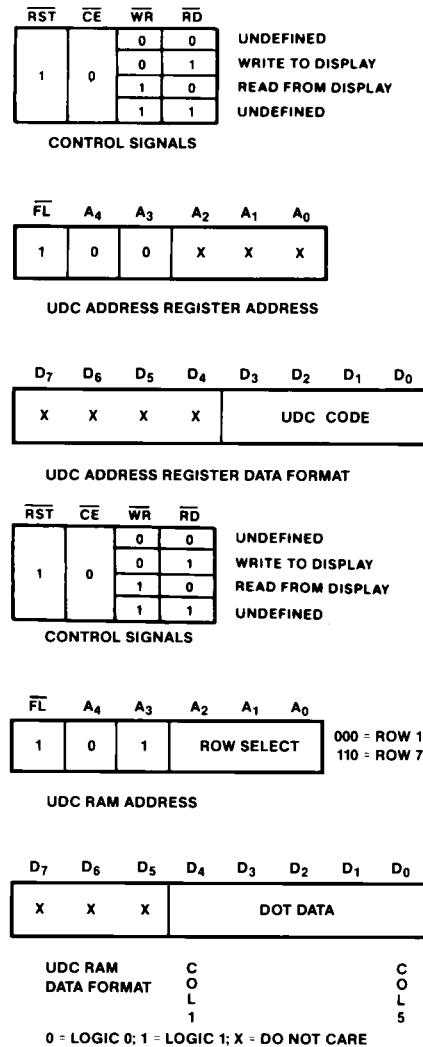 RST CE WR RD
0 0 UNDEFINED
0 1 WRITE TO DISPLAY
1 0
1 0 READ FROM DISPLAY
1 1 UNDEFINED
CONTROL SIGNALS
FL A4 A3 A2 A1 A0
1 0 0 X X X
UDC ADDRESS REGISTER ADDRESS
D7 D6 D5 D4 D3 D2 D1 D0
X X X X UDC CODE
UDC ADDRESS REGISTER DATA FORMAT
RST CE WR RD
0 0 UNDEFINED
0 1 WRITE TO DISPLAY
1 0
1 0 READ FROM DISPLAY
1 1 UNDEFINED
CONTROL SIGNALS
FL A4 A3 A2 A1 A0
1 0 1 ROW SELECT
000 = ROW 1
110 = ROW 7
UDC RAM ADDRESS
D7 D6 D5 D4 D3 D2 D1 D0
X X X DOT DATA
UDC RAM
DATA FORMAT
COL1
COL5
0 = LOGIC 0; 1 = LOGIC 1; X = DO NOT CARE